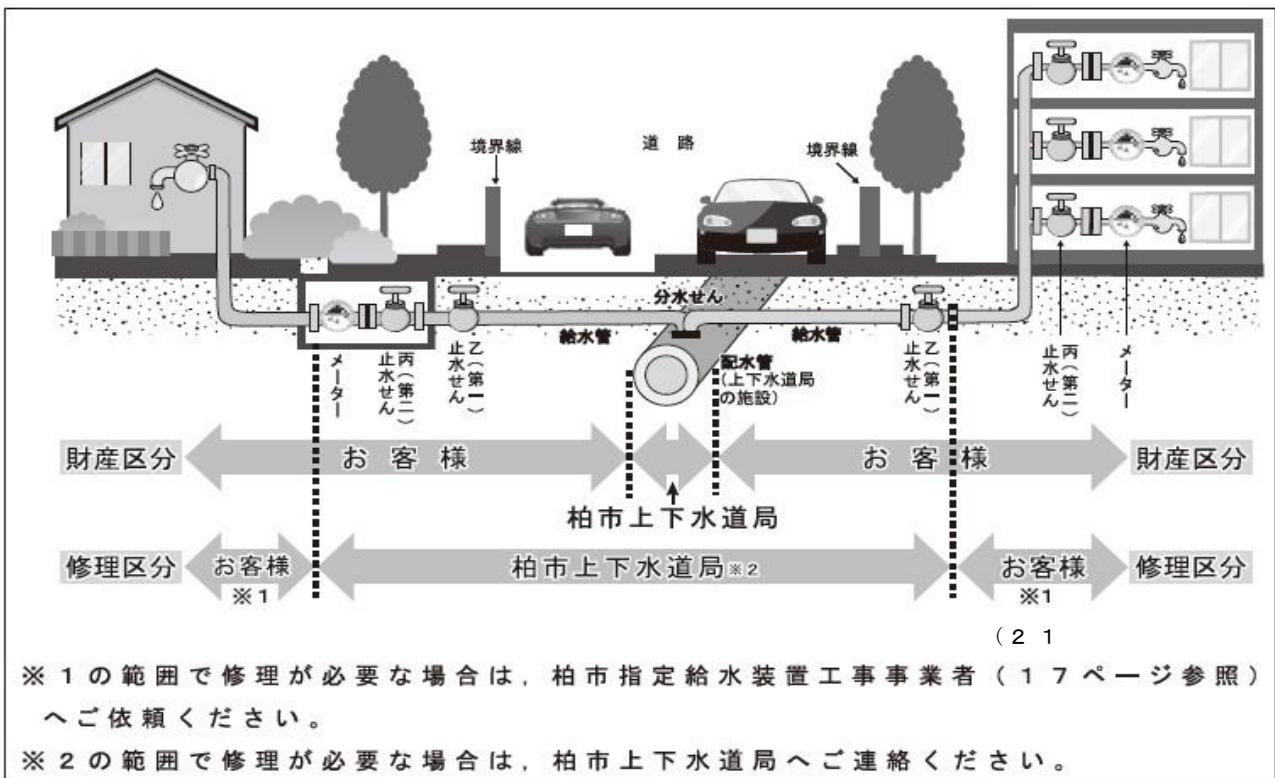 境界線
道 路
境界線
分水せん
給水管
給水管
配水管
(上下水道局
の施設)
メーター
丙(第二)
止水せん
乙(第一)
止水せん
乙(第一)
止水せん
丙(第二)
止水せん
メーター
財産区分
お 客 様
お 客 様
財産区分
柏市上下水道局
修理区分
お客様
※1
柏市上下水道局※2
お客様
※1
修理区分
(21
※1の範囲で修理が必要な場合は,柏市指定給水装置工事事業者(17ページ参照)
へご依頼ください。
※2の範囲で修理が必要な場合は,柏市上下水道局へご連絡ください。